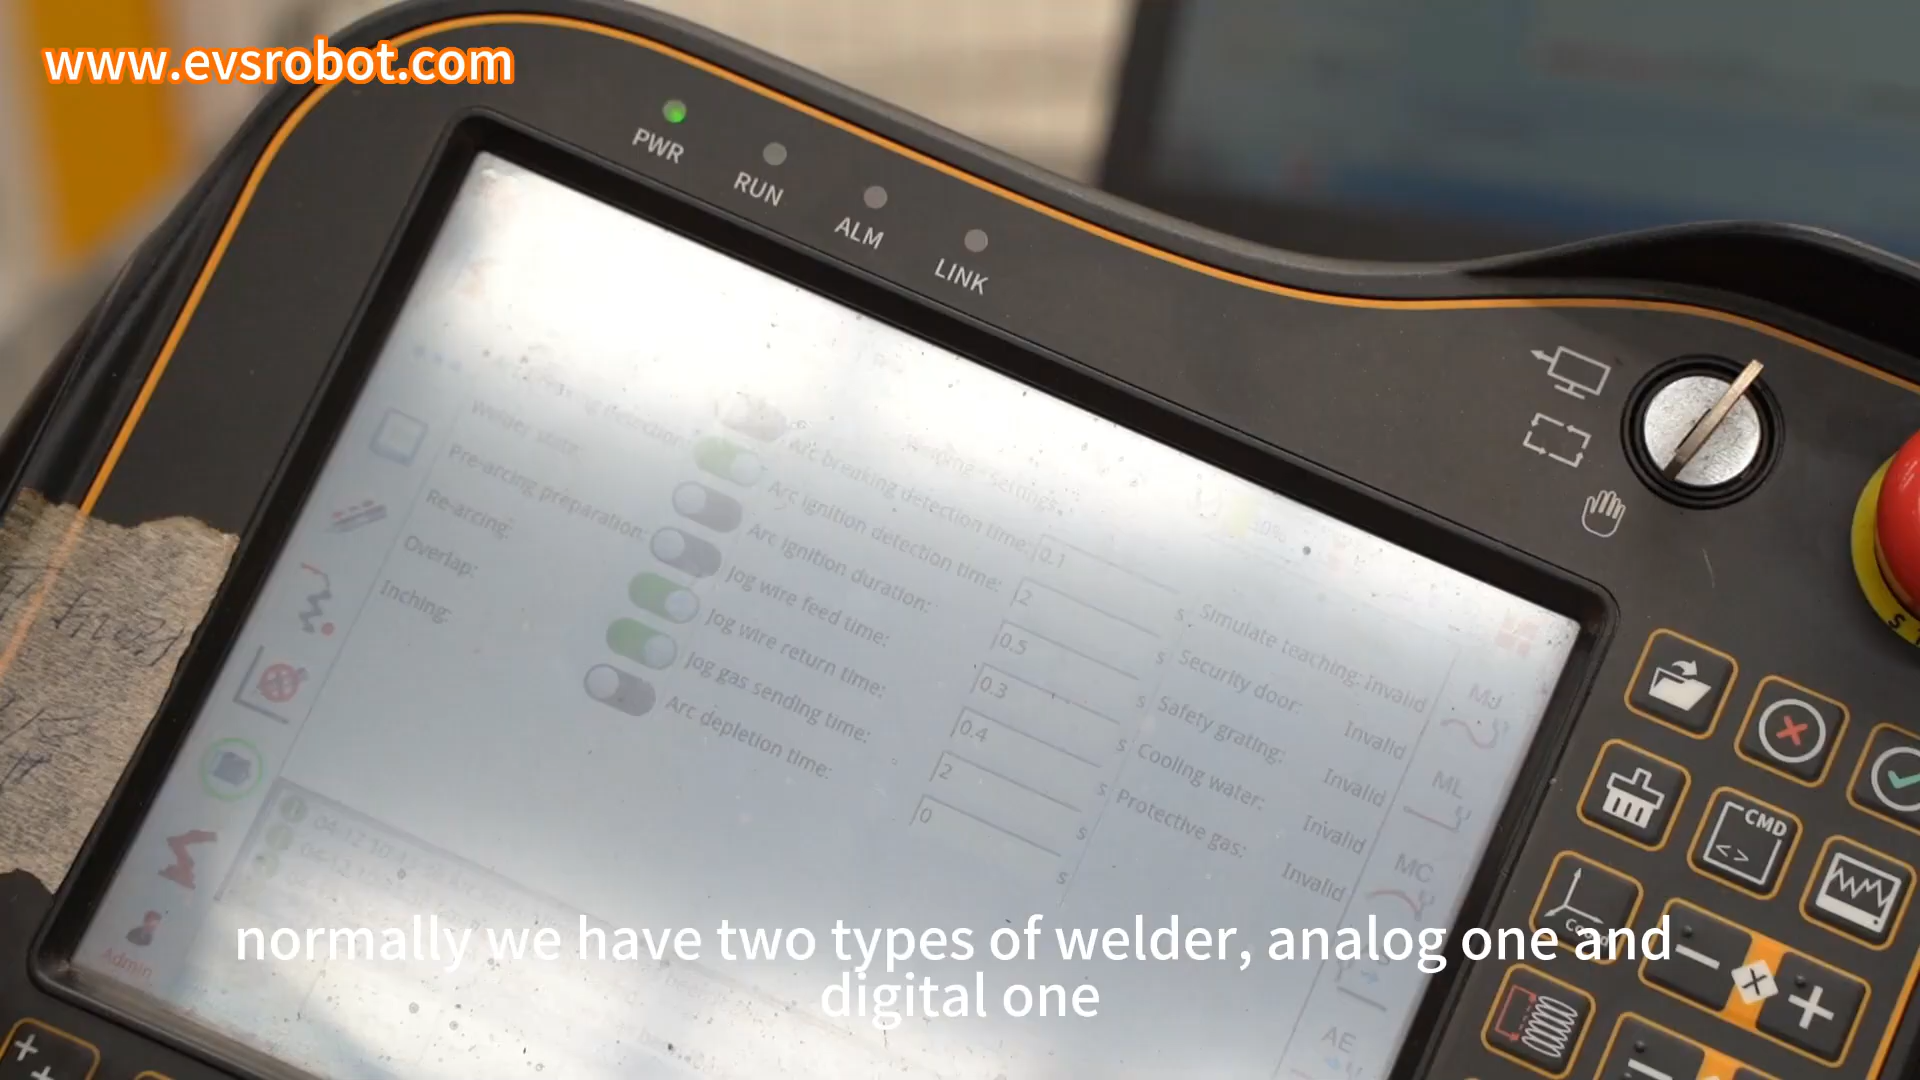 www.evsrobot.com
PWR
RUN
ALM
LINK
Welder state:
Pre-arcing preparation:
Re-arcing:
Overlap:
Inching:
Arc breaking detection time: 0.1 s
Arc ignition detection time: 2 s
Arc ignition duration: 0.5 s
Jog wire feed time: 0.3 s
Jog wire return time: 0.4 s
Jog gas sending time: 2 s
Arc depletion time: 0 s
Simulate teaching: Invalid
Security door: Invalid
Safety grating: Invalid
Cooling water: Invalid
Protective gas: Invalid
MJ
ML
MC
AE
Admin
CMD
normally we have two types of welder, analog one and
digital one